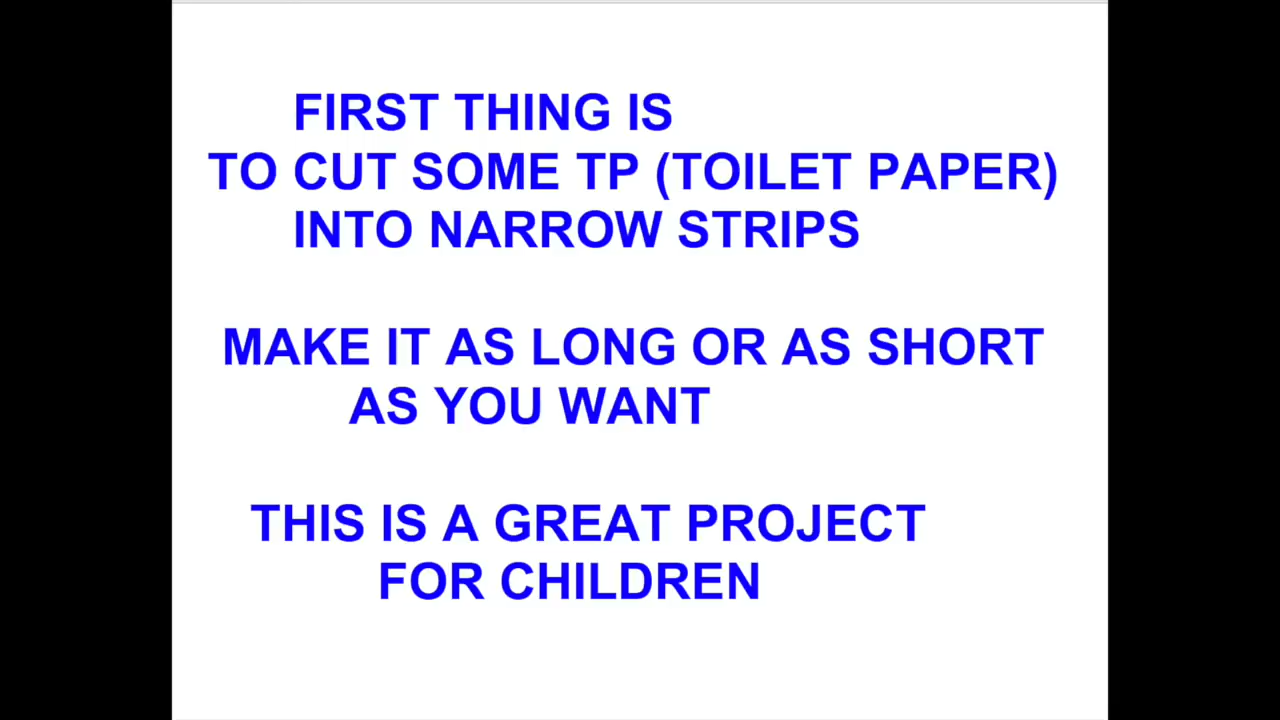 FIRST THING IS
TO CUT SOME TP (TOILET PAPER)
INTO NARROW STRIPS
MAKE IT AS LONG OR AS SHORT
AS YOU WANT
THIS IS A GREAT PROJECT
FOR CHILDREN